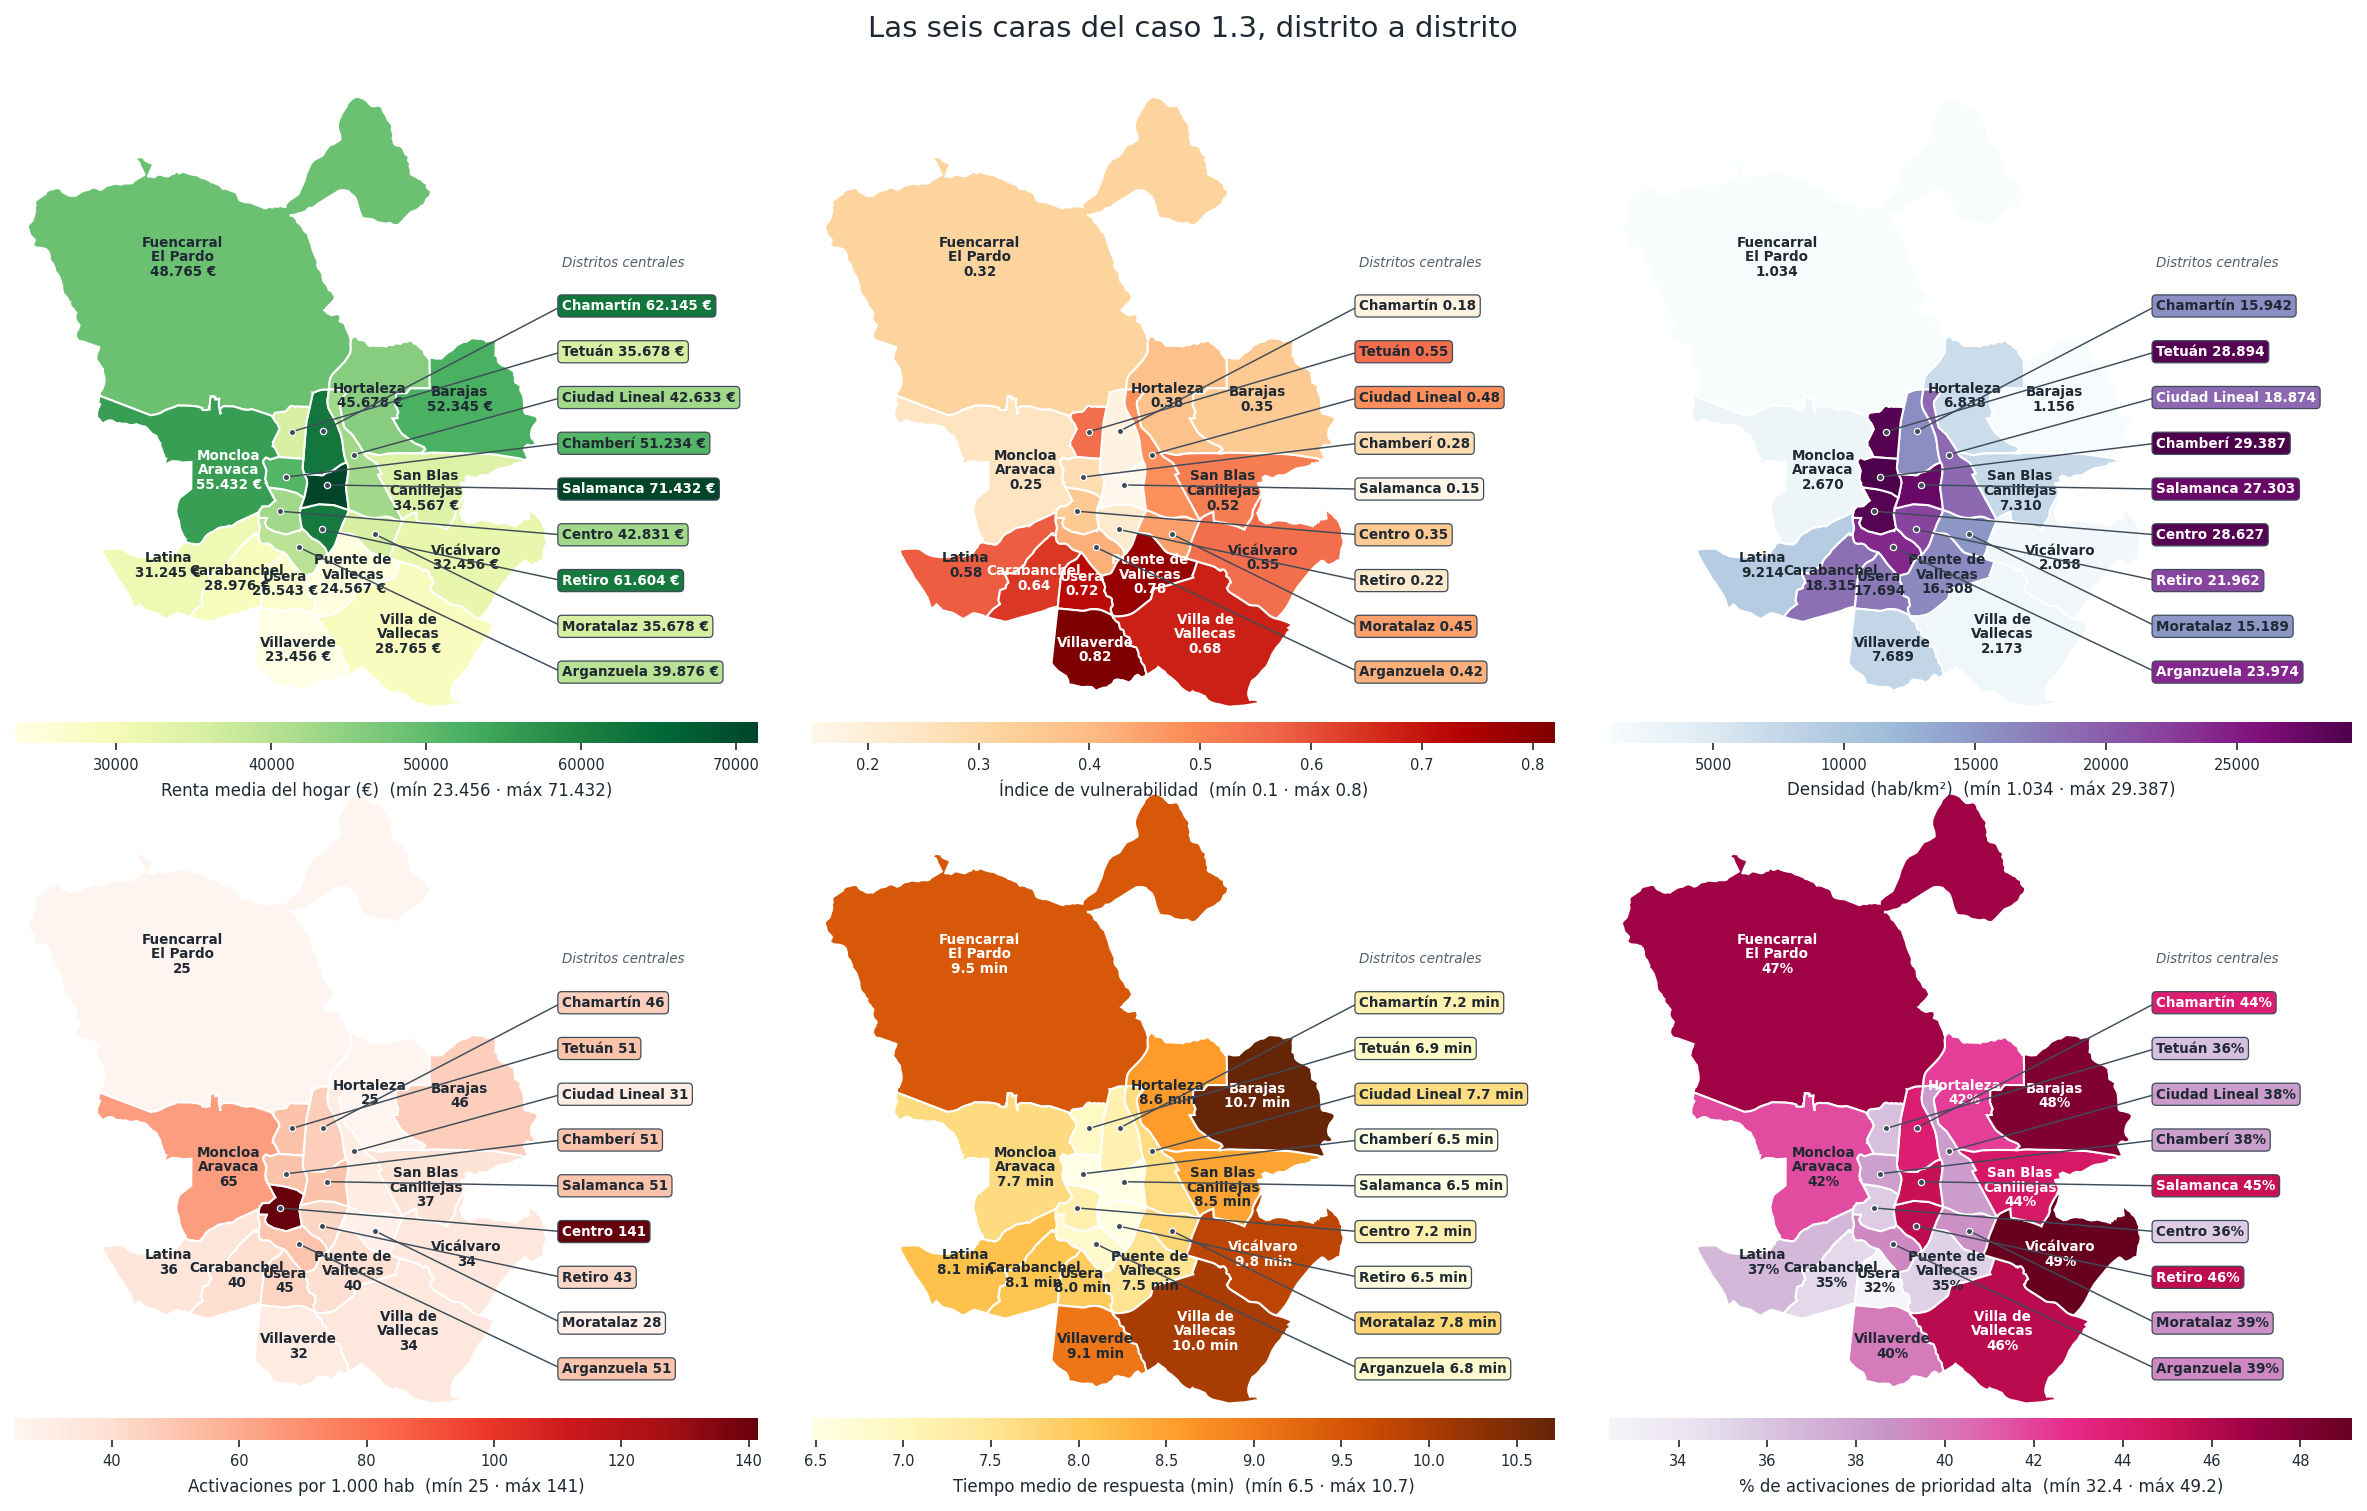 Las seis caras del caso 1.3, distrito a distrito
Fuencarral
El Pardo
48.765 €
Distritos centrales
Chamartín 62.145 €
Tetuán 35.678 €
Hortaleza
45.678 €
Barajas
52.345 €
Ciudad Lineal 42.633 €
Chamberí 51.234 €
Moncloa
Aravaca
55.432 €
San Blas
Canillejas
34.567 €
Salamanca 71.432 €
Centro 42.831 €
Latina
31.245 €
Carabanchel
28.976 €
Usera
26.543 €
Puente de
Vallecas
24.567 €
Vicálvaro
32.456 €
Retiro 61.604 €
Moratalaz 35.678 €
Villaverde
23.456 €
Villa de
Vallecas
28.765 €
Arganzuela 39.876 €
30000 40000 50000 60000 70000
Renta media del hogar (€) (mín 23.456 · máx 71.432)
Fuencarral
El Pardo
0.32
Distritos centrales
Chamartín 0.18
Tetuán 0.55
Hortaleza
0.38
Barajas
0.35
Ciudad Lineal 0.48
Chamberí 0.28
Moncloa
Aravaca
0.25
San Blas
Canillejas
0.52
Salamanca 0.15
Centro 0.35
Latina
0.58
Carabanchel
0.64
Usera
0.72
Puente de
Vallecas
0.78
Vicálvaro
0.55
Retiro 0.22
Moratalaz 0.45
Villaverde
0.82
Villa de
Vallecas
0.68
Arganzuela 0.42
0.2 0.3 0.4 0.5 0.6 0.7 0.8
Índice de vulnerabilidad (mín 0.1 · máx 0.8)
Fuencarral
El Pardo
1.034
Distritos centrales
Chamartín 15.942
Tetuán 28.894
Hortaleza
6.838
Barajas
1.156
Ciudad Lineal 18.874
Chamberí 29.387
Moncloa
Aravaca
2.670
San Blas
Canillejas
7.310
Salamanca 27.303
Centro 28.627
Latina
9.214
Carabanchel
18.315
Usera
17.694
Puente de
Vallecas
16.308
Vicálvaro
2.058
Retiro 21.962
Moratalaz 15.189
Villaverde
7.689
Villa de
Vallecas
2.173
Arganzuela 23.974
5000 10000 15000 20000 25000
Densidad (hab/km²) (mín 1.034 · máx 29.387)
Fuencarral
El Pardo
25
Distritos centrales
Chamartín 46
Tetuán 51
Hortaleza
25
Barajas
46
Ciudad Lineal 31
Chamberí 51
Moncloa
Aravaca
65
San Blas
Canillejas
37
Salamanca 51
Centro 141
Latina
36
Carabanchel
40
Usera
45
Puente de
Vallecas
40
Vicálvaro
34
Retiro 43
Moratalaz 28
Villaverde
32
Villa de
Vallecas
34
Arganzuela 51
40 60 80 100 120 140
Activaciones por 1.000 hab (mín 25 · máx 141)
Fuencarral
El Pardo
9.5 min
Distritos centrales
Chamartín 7.2 min
Tetuán 6.9 min
Hortaleza
8.6 min
Barajas
10.7 min
Ciudad Lineal 7.7 min
Chamberí 6.5 min
Moncloa
Aravaca
7.7 min
San Blas
Canillejas
8.5 min
Salamanca 6.5 min
Centro 7.2 min
Latina
8.1 min
Carabanchel
8.1 min
Usera
8.0 min
Puente de
Vallecas
7.5 min
Vicálvaro
9.8 min
Retiro 6.5 min
Moratalaz 7.8 min
Villaverde
9.1 min
Villa de
Vallecas
10.0 min
Arganzuela 6.8 min
6.5 7.0 7.5 8.0 8.5 9.0 9.5 10.0 10.5
Tiempo medio de respuesta (min) (mín 6.5 · máx 10.7)
Fuencarral
El Pardo
47%
Distritos centrales
Chamartín 44%
Tetuán 36%
Hortaleza
42%
Barajas
48%
Ciudad Lineal 38%
Chamberí 38%
Moncloa
Aravaca
42%
San Blas
Canillejas
44%
Salamanca 45%
Centro 36%
Latina
37%
Carabanchel
35%
Usera
32%
Puente de
Vallecas
35%
Vicálvaro
49%
Retiro 46%
Moratalaz 39%
Villaverde
40%
Villa de
Vallecas
46%
Arganzuela 39%
34 36 38 40 42 44 46 48
% de activaciones de prioridad alta (mín 32.4 · máx 49.2)